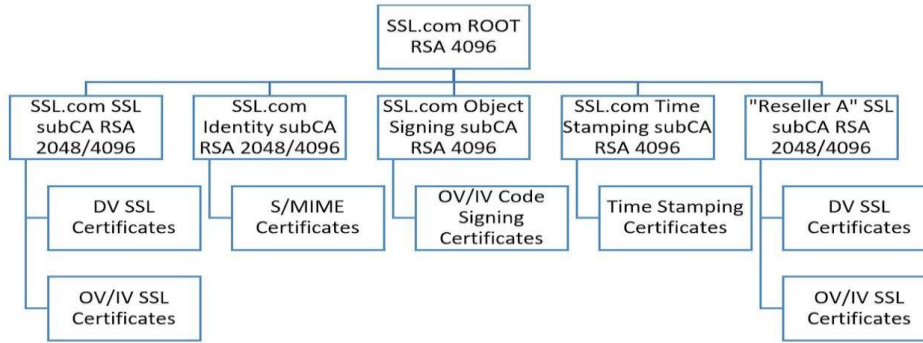 SSL.com ROOT
RSA 4096
SSL.com SSL
subCA RSA
2048/4096
SSL.com
Identity subCA
RSA 2048/4096
SSL.com Object
Signing subCA
RSA 4096
SSL.com Time
Stamping subCA
RSA 4096
"Reseller A" SSL
subCA RSA
2048/4096
DV SSL
Certificates
S/MIME
Certificates
OV/IV Code
Signing
Certificates
Time Stamping
Certificates
DV SSL
Certificates
OV/IV SSL
Certificates
OV/IV SSL
Certificates